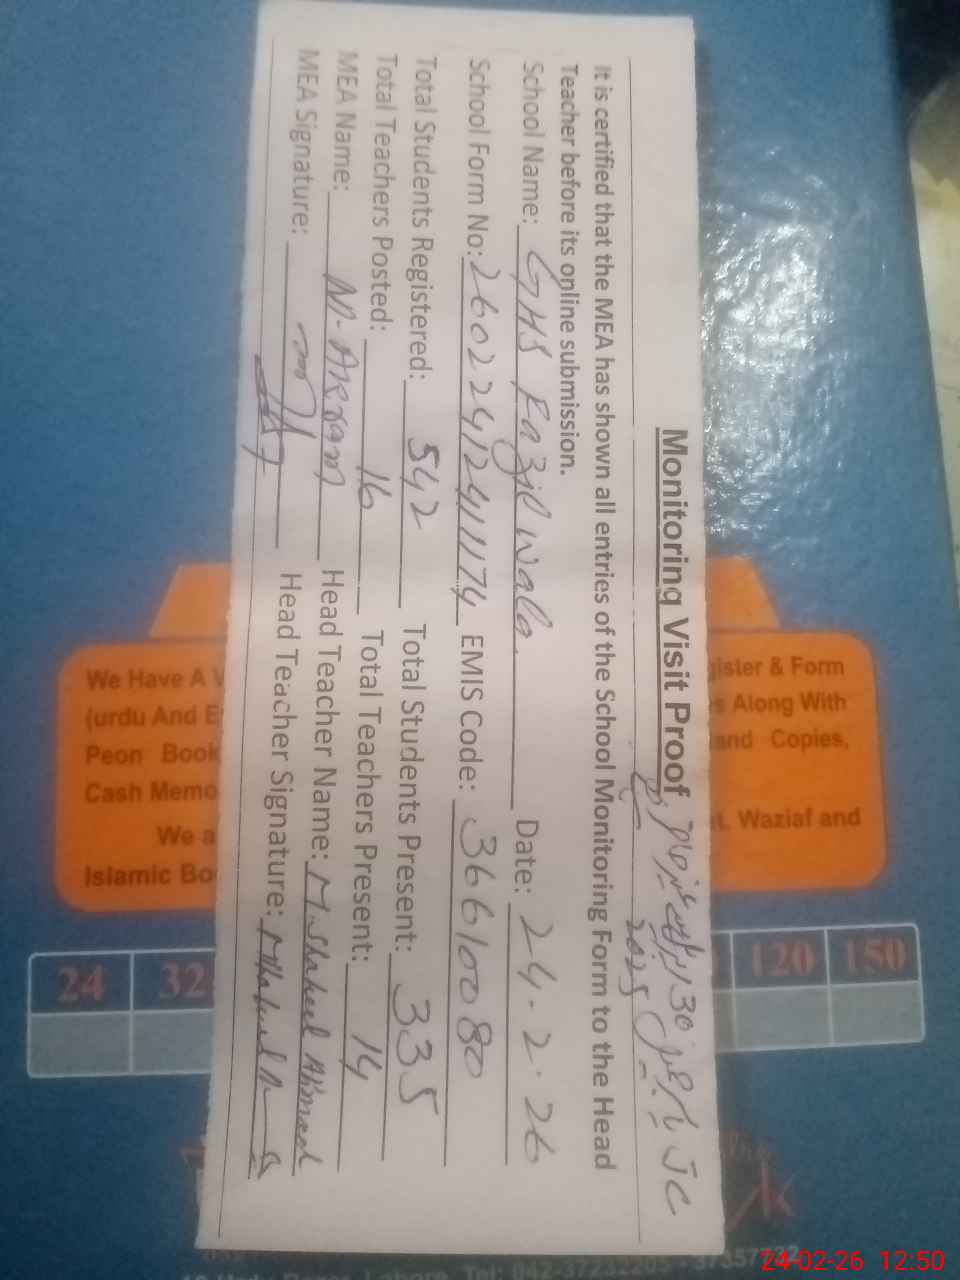 Monitoring Visit Proof
2025
It is certified that the MEA has shown all entries of the School Monitoring Form to the Head
Teacher before its online submission.
School Name: GHS Fazil wala. Date: 24.2.26
School Form No: 26022412411174 EMIS Code: 36610080
Total Students Registered: 542 Total Students Present: 335
Total Teachers Posted: 16 Total Teachers Present: 14
MEA Name: M. Akram Head Teacher Name: M. Shakeel Ahmad
MEA Signature: Head Teacher Signature:
We Have A
(urdu And
Peon Book
Cash Memo
We a
Islamic Bo
gister & Form
s Along With
and Copies,
t, Waziaf and
24 32 120 150
24-02-26 12:50